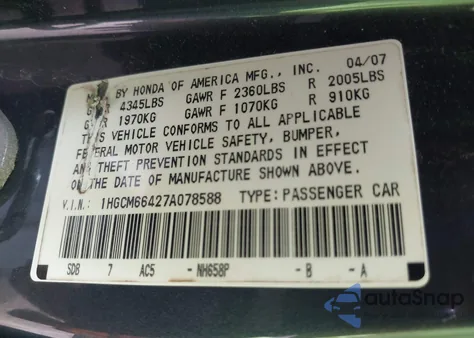 BY HONDA OF AMERICA MFG., INC. 04/07
4345LBS GAWR F 2360LBS R 2005LBS
1970KG GAWR F 1070KG R 910KG
THIS VEHICLE CONFORMS TO ALL APPLICABLE
FEDERAL MOTOR VEHICLE SAFETY, BUMPER,
AND THEFT PREVENTION STANDARDS IN EFFECT
ON THE DATE OF MANUFACTURE SHOWN ABOVE.
V.I.N.: 1HGCM66427A078588 TYPE: PASSENGER CAR
SD8 7 AC5 - NH658P - B - A
autoSnap